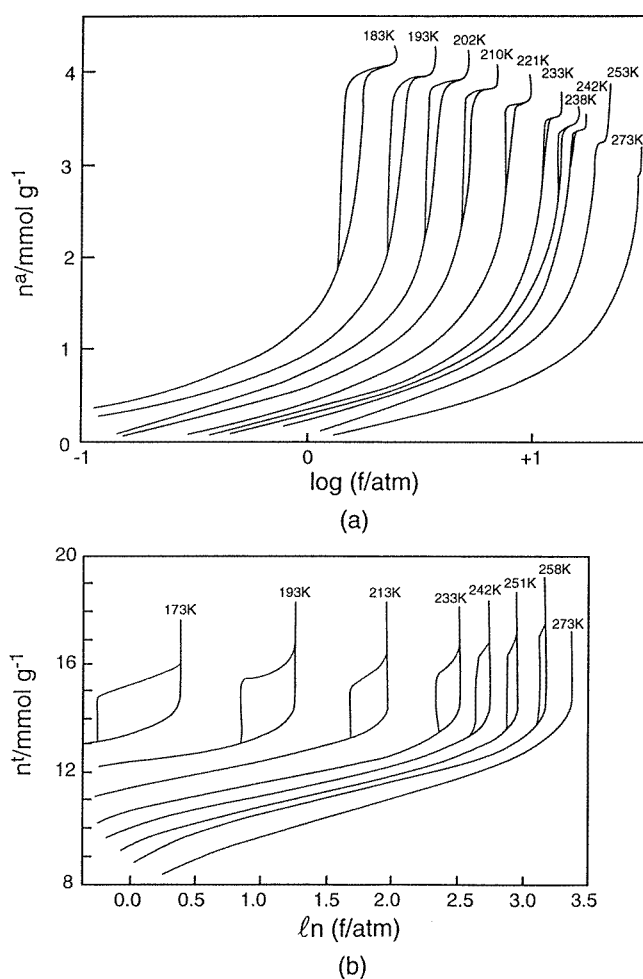 183K 193K 202K 210K 221K 233K 242K 253K
238K
273K
4
3
2
1
0
nᵃ/mmol g⁻¹
-1 0 +1
log (f/atm)
(a)
20
16
12
8
nᵗ/mmol g⁻¹
173K 193K 213K 233K 242K 251K 258K
273K
0.0 0.5 1.0 1.5 2.0 2.5 3.0 3.5
ℓn (f/atm)
(b)